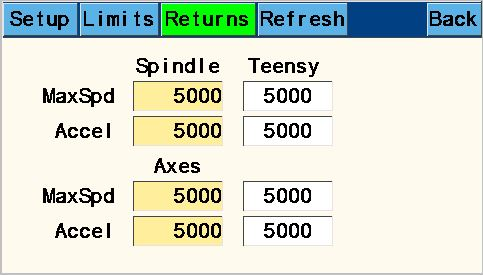 Setup Limits Returns Refresh Back
Spindle Teensy
MaxSpd 5000 5000
Accel 5000 5000
Axes
MaxSpd 5000 5000
Accel 5000 5000